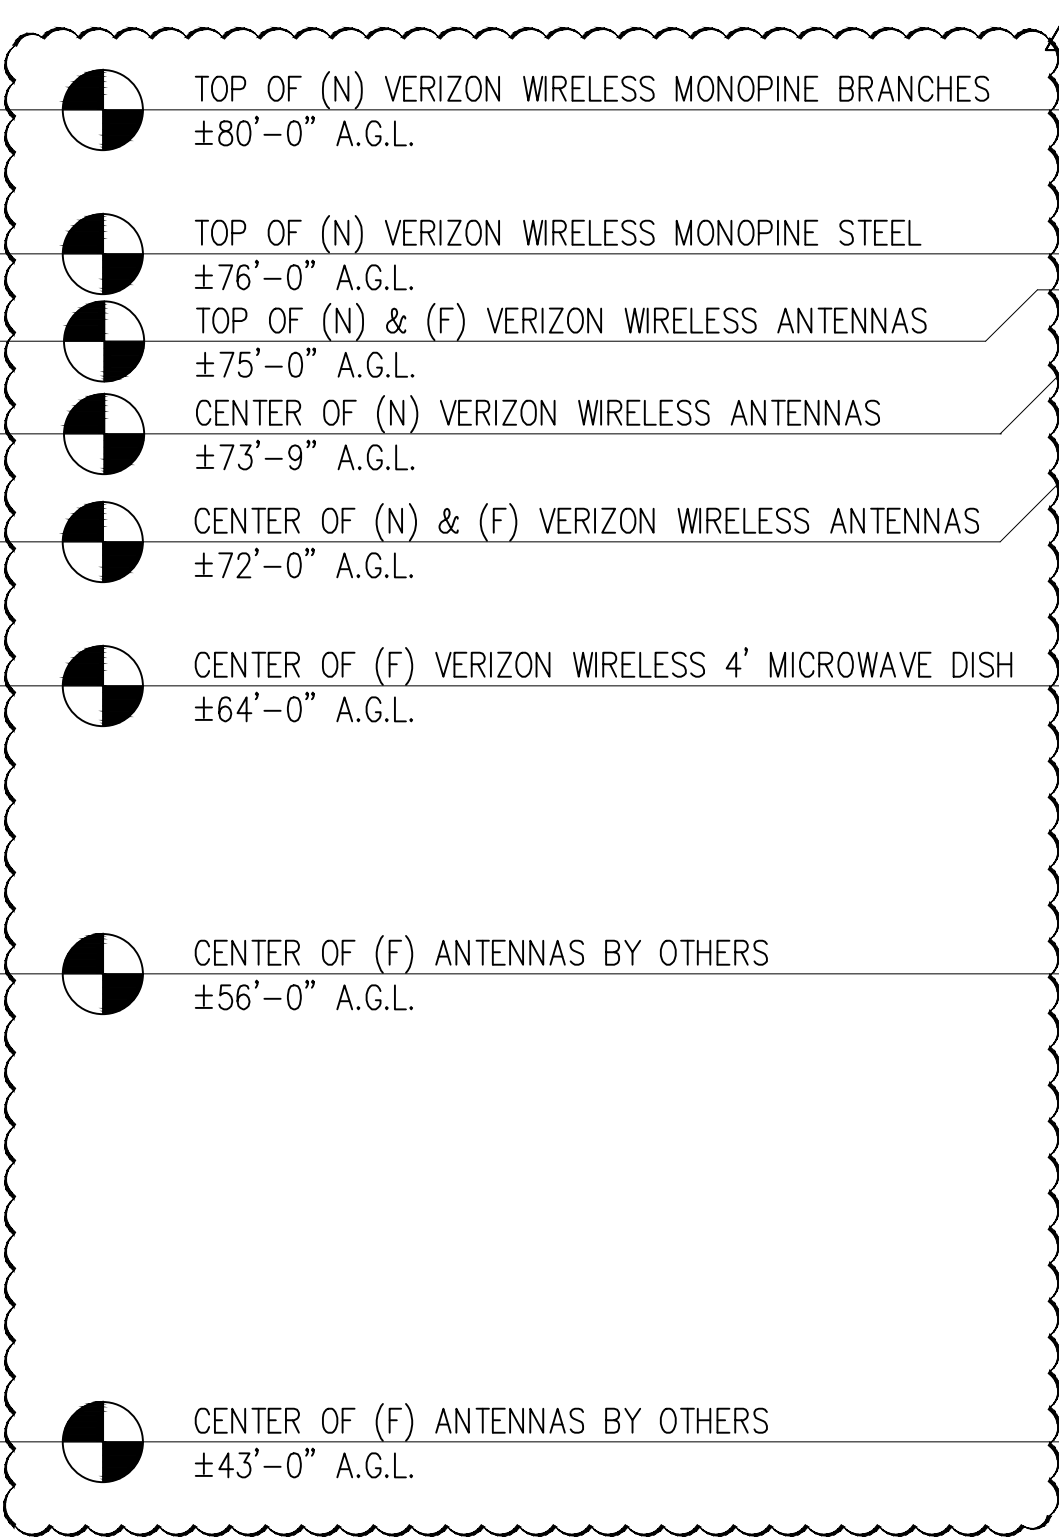 TOP OF (N) VERIZON WIRELESS MONOPINE BRANCHES
±80'-0" A.G.L.
TOP OF (N) VERIZON WIRELESS MONOPINE STEEL
±76'-0" A.G.L.
TOP OF (N) & (F) VERIZON WIRELESS ANTENNAS
±75'-0" A.G.L.
CENTER OF (N) VERIZON WIRELESS ANTENNAS
±73'-9" A.G.L.
CENTER OF (N) & (F) VERIZON WIRELESS ANTENNAS
±72'-0" A.G.L.
CENTER OF (F) VERIZON WIRELESS 4' MICROWAVE DISH
±64'-0" A.G.L.
CENTER OF (F) ANTENNAS BY OTHERS
±56'-0" A.G.L.
CENTER OF (F) ANTENNAS BY OTHERS
±43'-0" A.G.L.